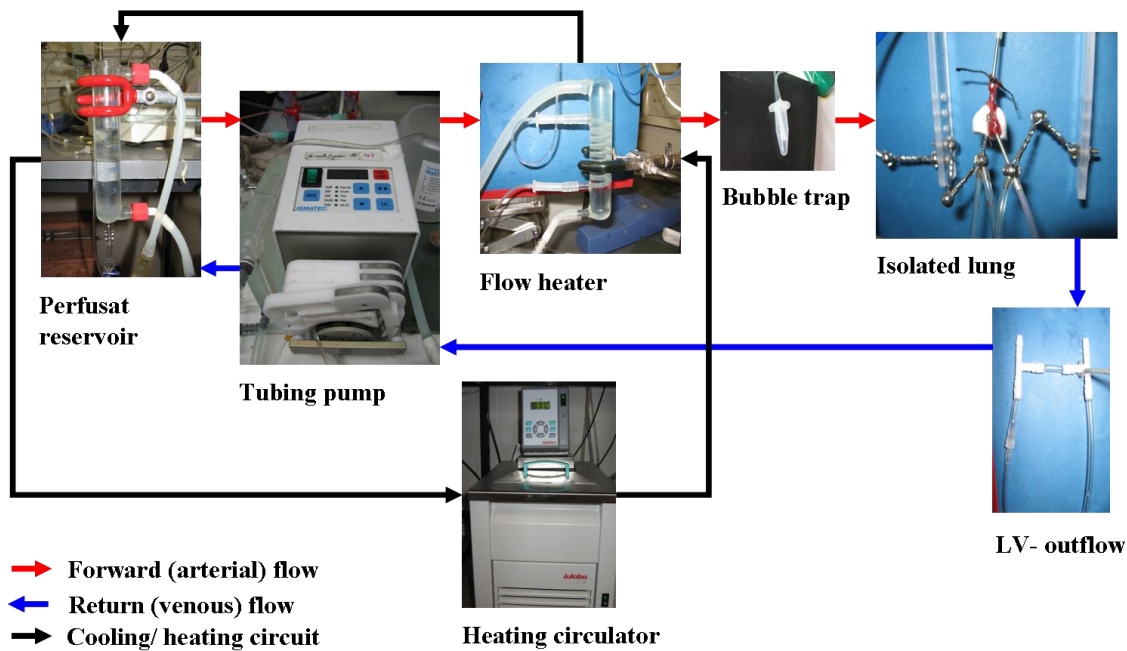 Perfusat
reservoir
Tubing pump
Flow heater
Bubble trap
Isolated lung
LV- outflow
Heating circulator
ISMATEC
Julabo
Forward (arterial) flow
Return (venous) flow
Cooling/ heating circuit